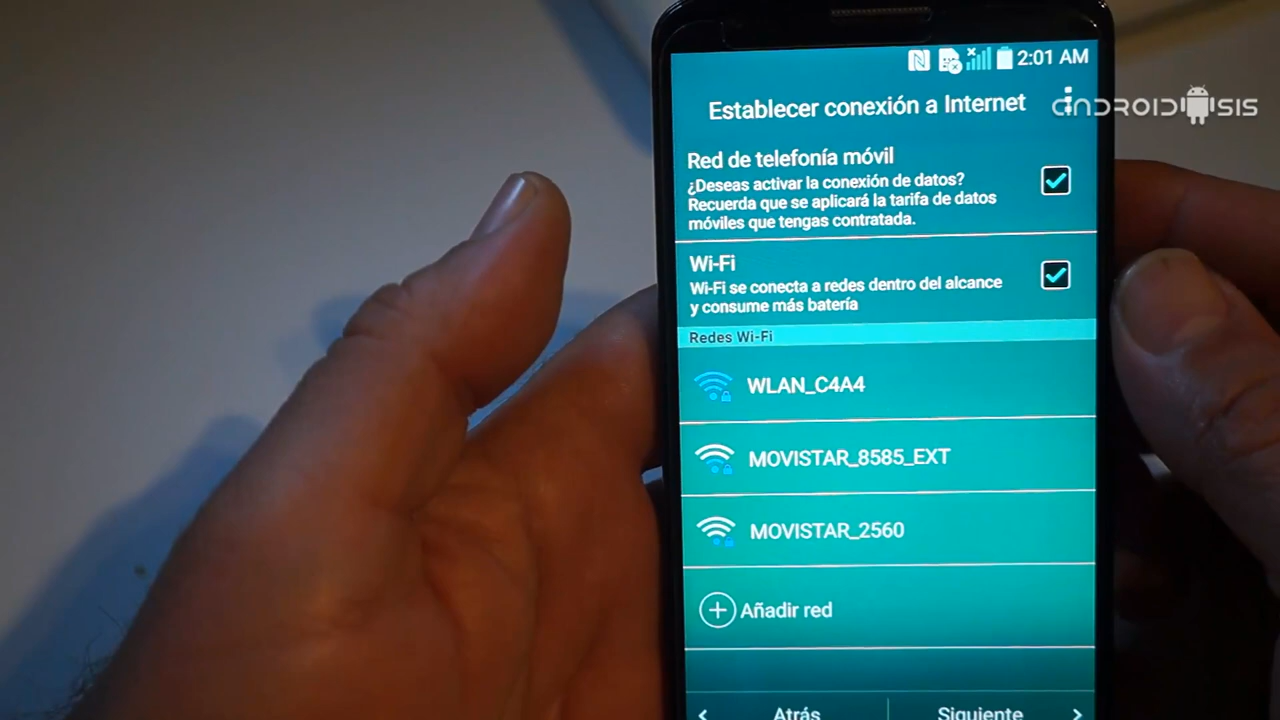 2:01 AM
Establecer conexión a Internet
ANDROIDSIS
Red de telefonía móvil
¿Deseas activar la conexión de datos?
Recuerda que se aplicará la tarifa de datos
móviles que tengas contratada.
Wi-Fi
Wi-Fi se conecta a redes dentro del alcance
y consume más batería
Redes Wi-Fi
WLAN_C4A4
MOVISTAR_8585_EXT
MOVISTAR_2560
Añadir red
Atrás
Siguiente